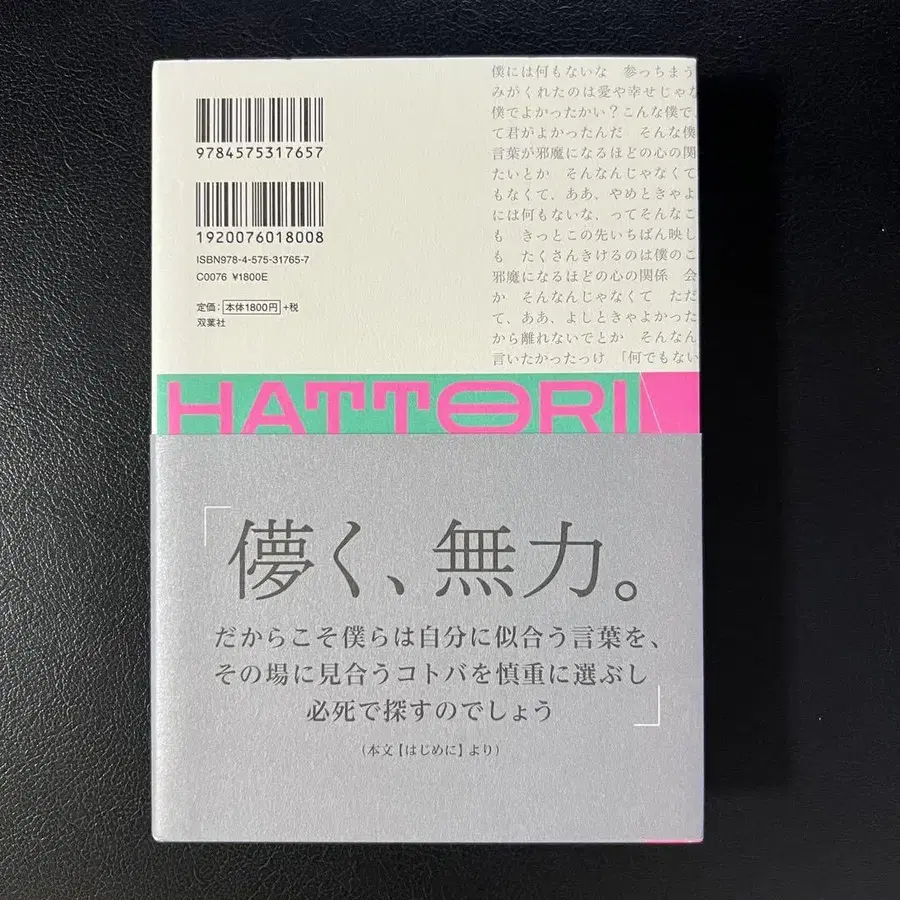 9784575317657
1920076018008
ISBN978-4-575-31765-7
C0076 ¥1800E
定価：本体1800円+税
双葉社
僕には何もないな　参っちまう
みがくれたのは愛や幸せじゃな
僕でよかったかい？こんな僕で、
て君がよかったんだ　そんな僕
言葉が邪魔になるほどの心の関
たいとか　そんなんじゃなくて
もなくて、ああ、やめときゃよ
には何もないな、ってそんなこ
も　きっとこの先いちばん映し
も　たくさんきけるのは僕のこ
邪魔になるほどの心の関係　会
か　そんなんじゃなくて　ただ
て、ああ、よしときゃよかった
から離れないでとか　そんなん
言いたかったっけ　「何でもない
HATTORI
「儚く、無力。
だからこそ僕らは自分に似合う言葉を、
その場に見合うコトバを慎重に選ぶし
必死で探すのでしょう」
（本文【はじめに】より）